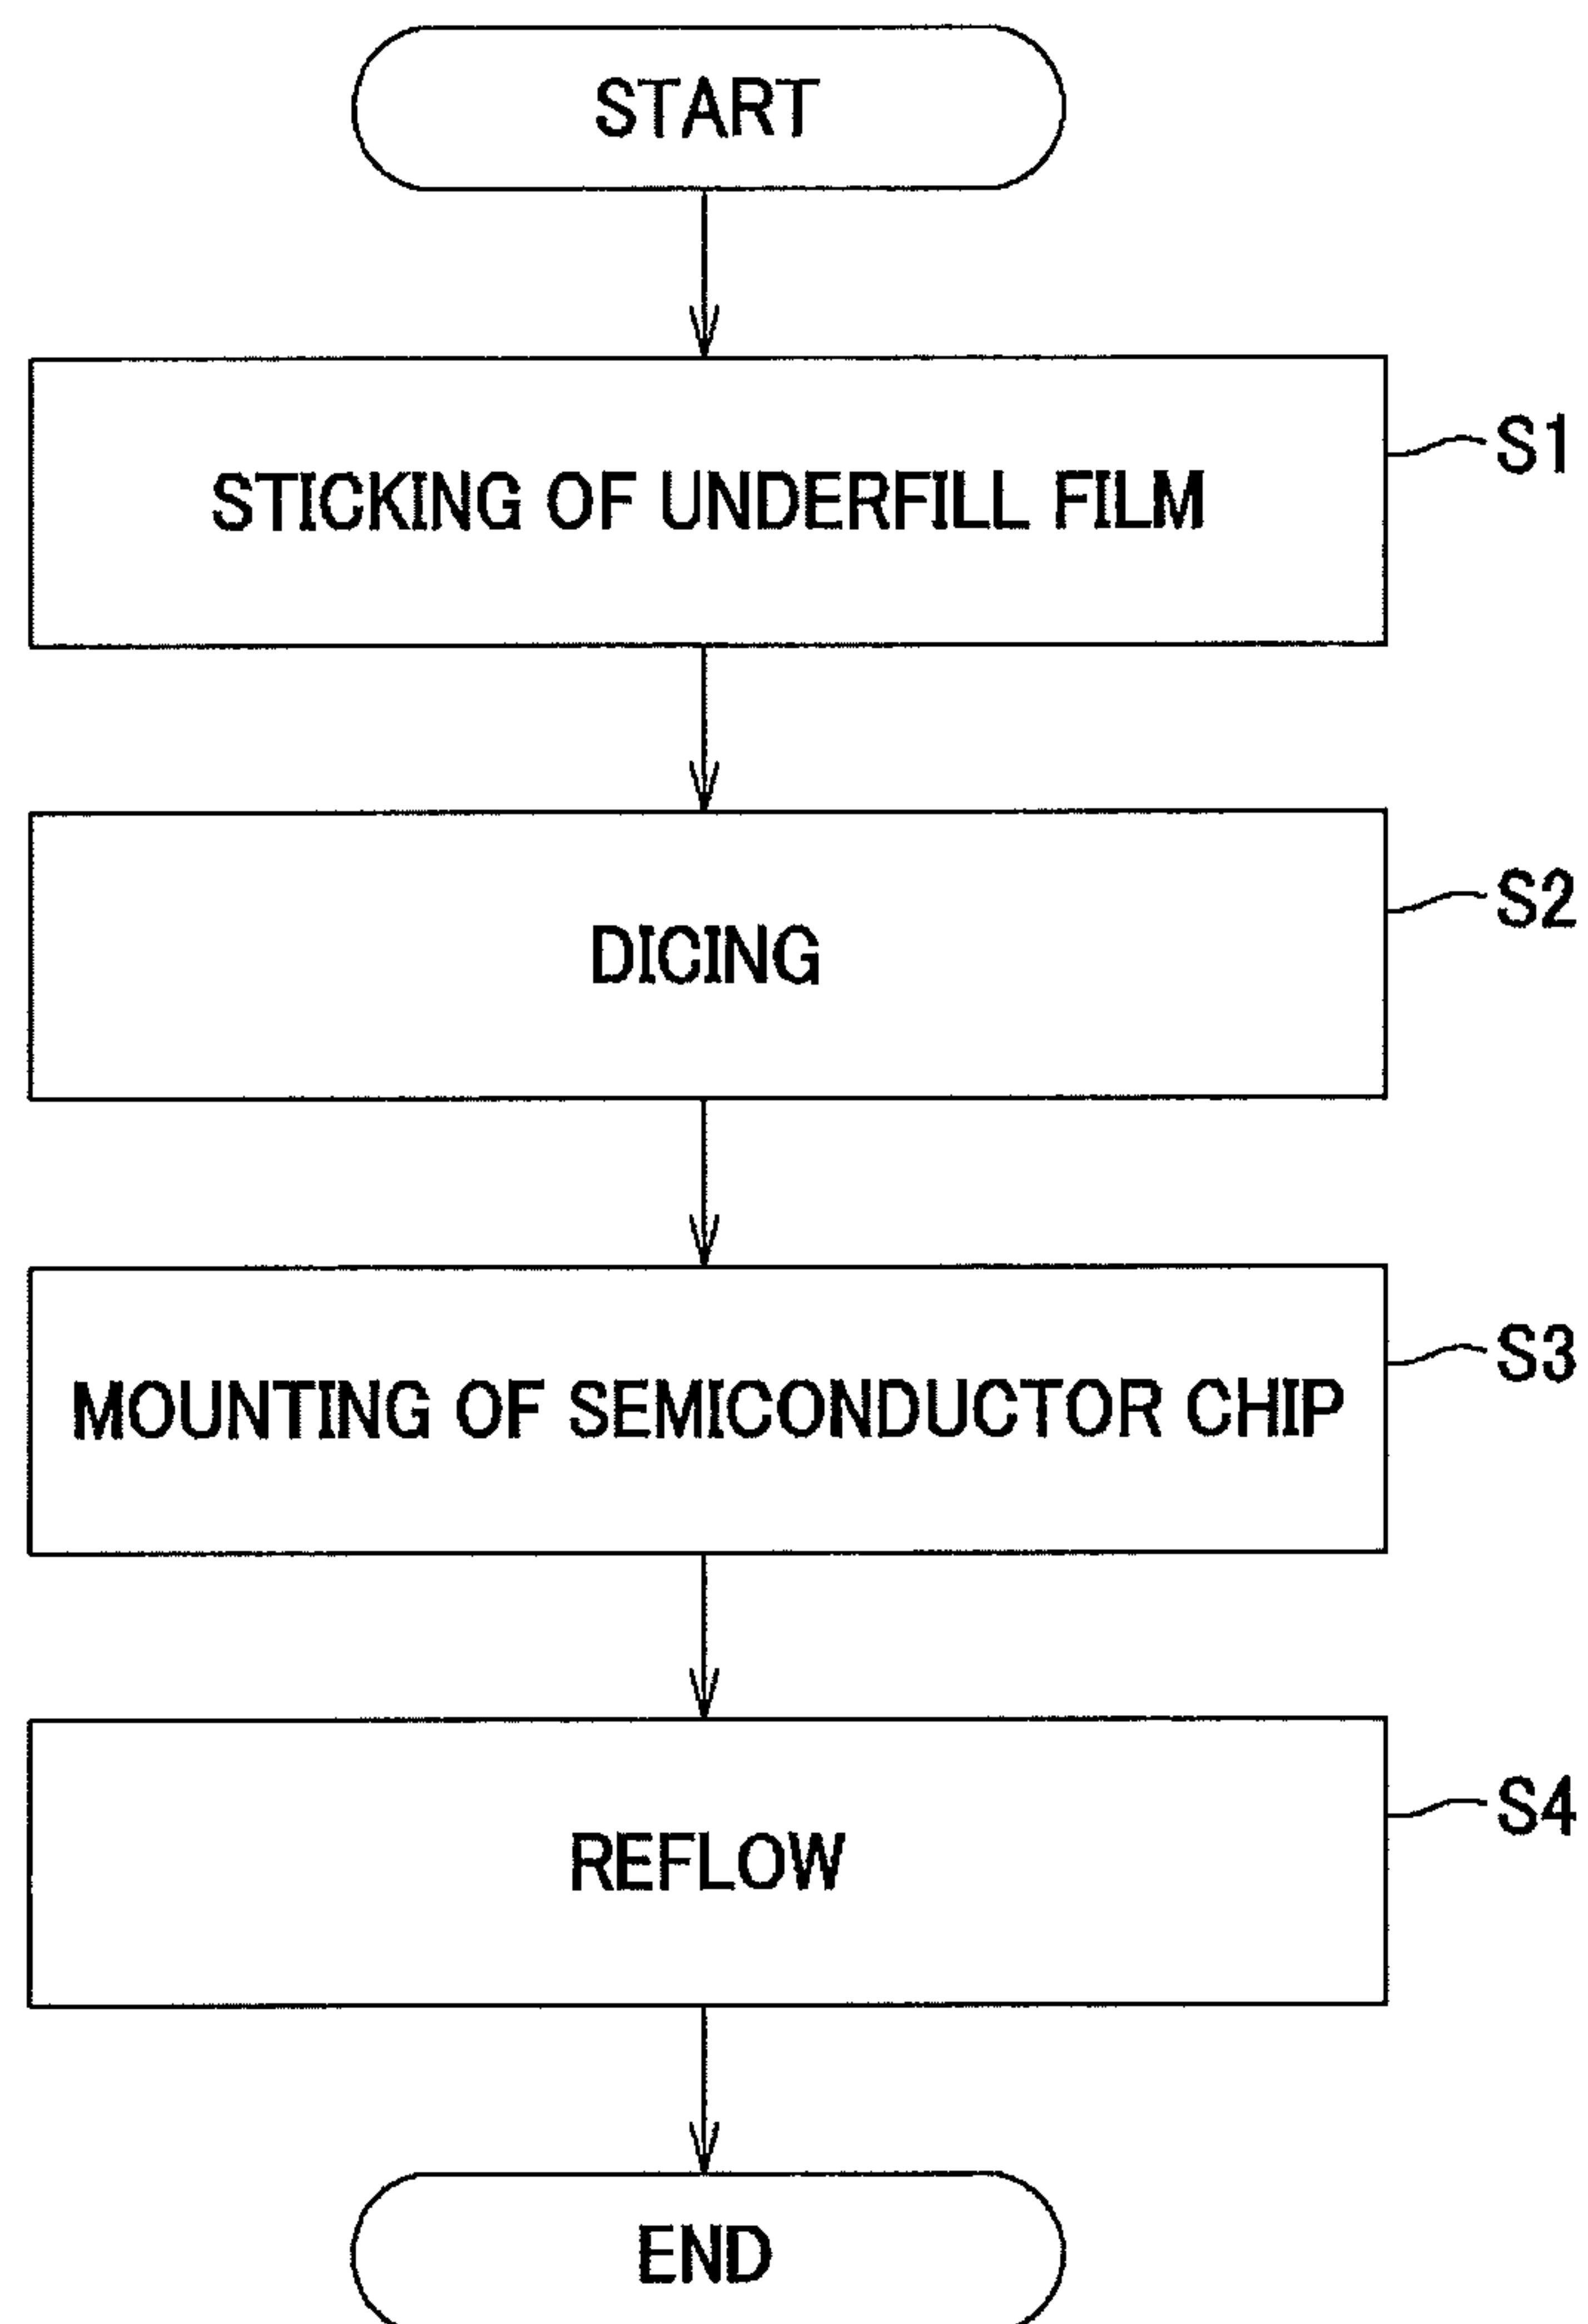 START
STICKING OF UNDERFILL FILM
S1
DICING
S2
MOUNTING OF SEMICONDUCTOR CHIP
S3
REFLOW
S4
END